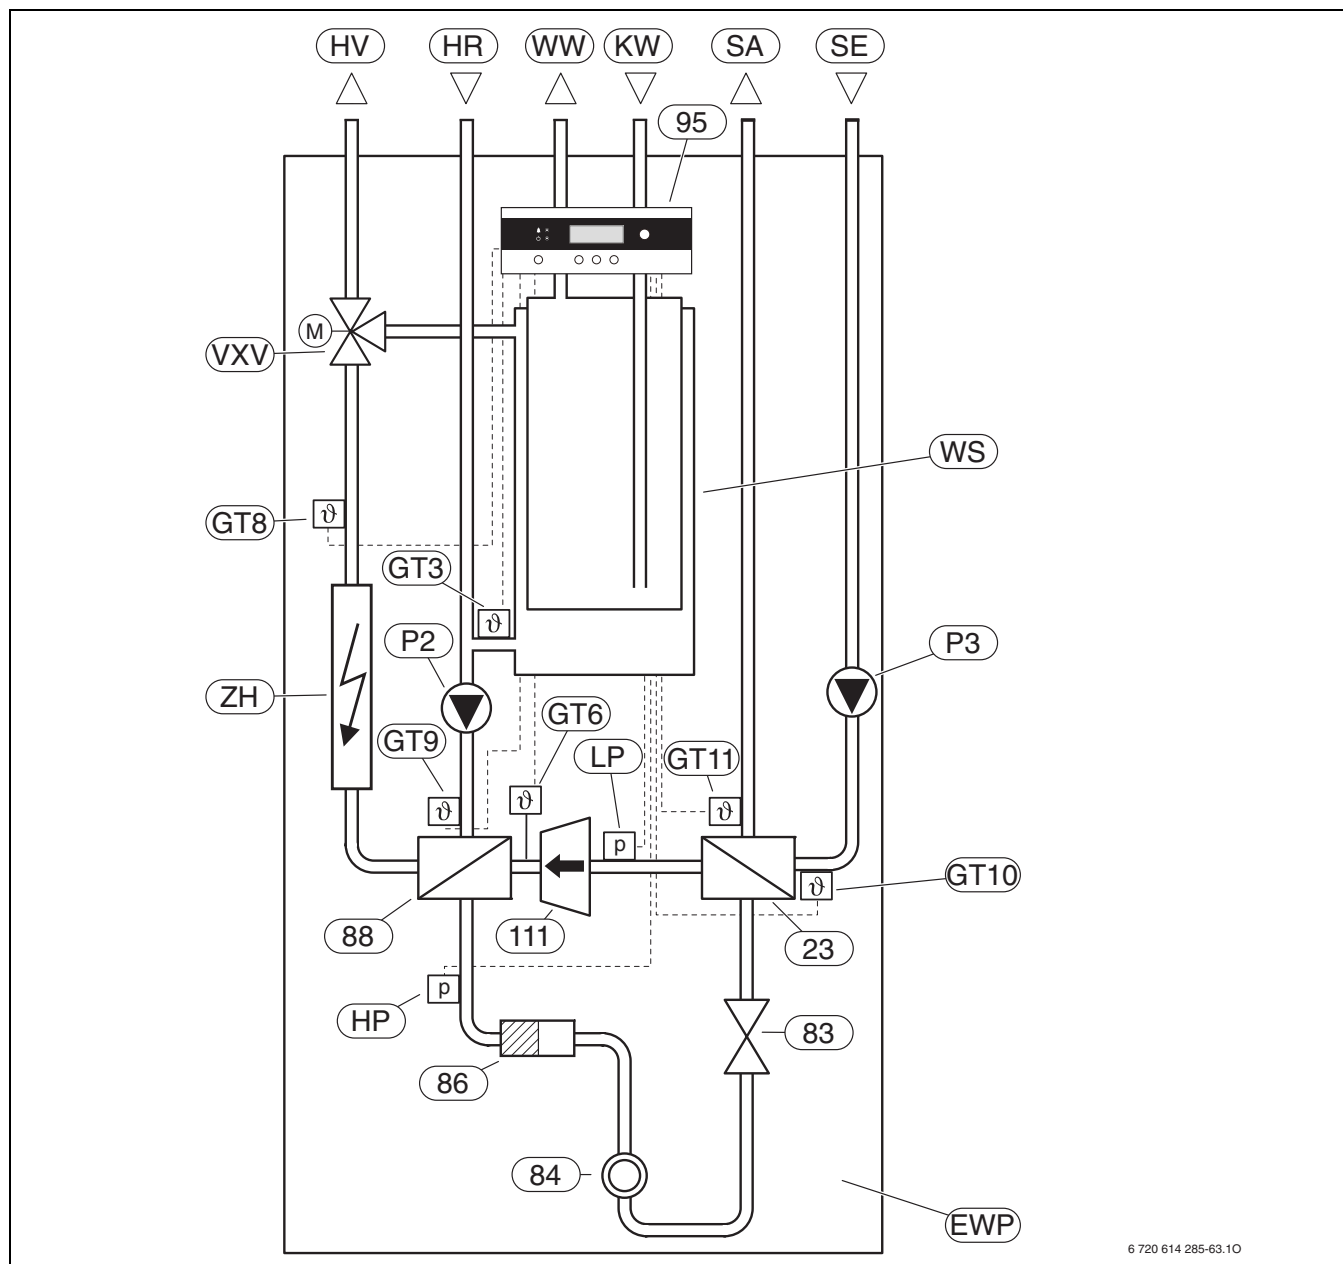 HV HR WW KW SA SE
95
M
VXV
WS
GT8
ϑ
GT3
ϑ
P2
P3
ZH
GT9
GT6
LP
GT11
ϑ
ϑ
ϑ
p
ϑ
GT10
88
111
23
p
HP
83
86
84
EWP
6 720 614 285-63.1O